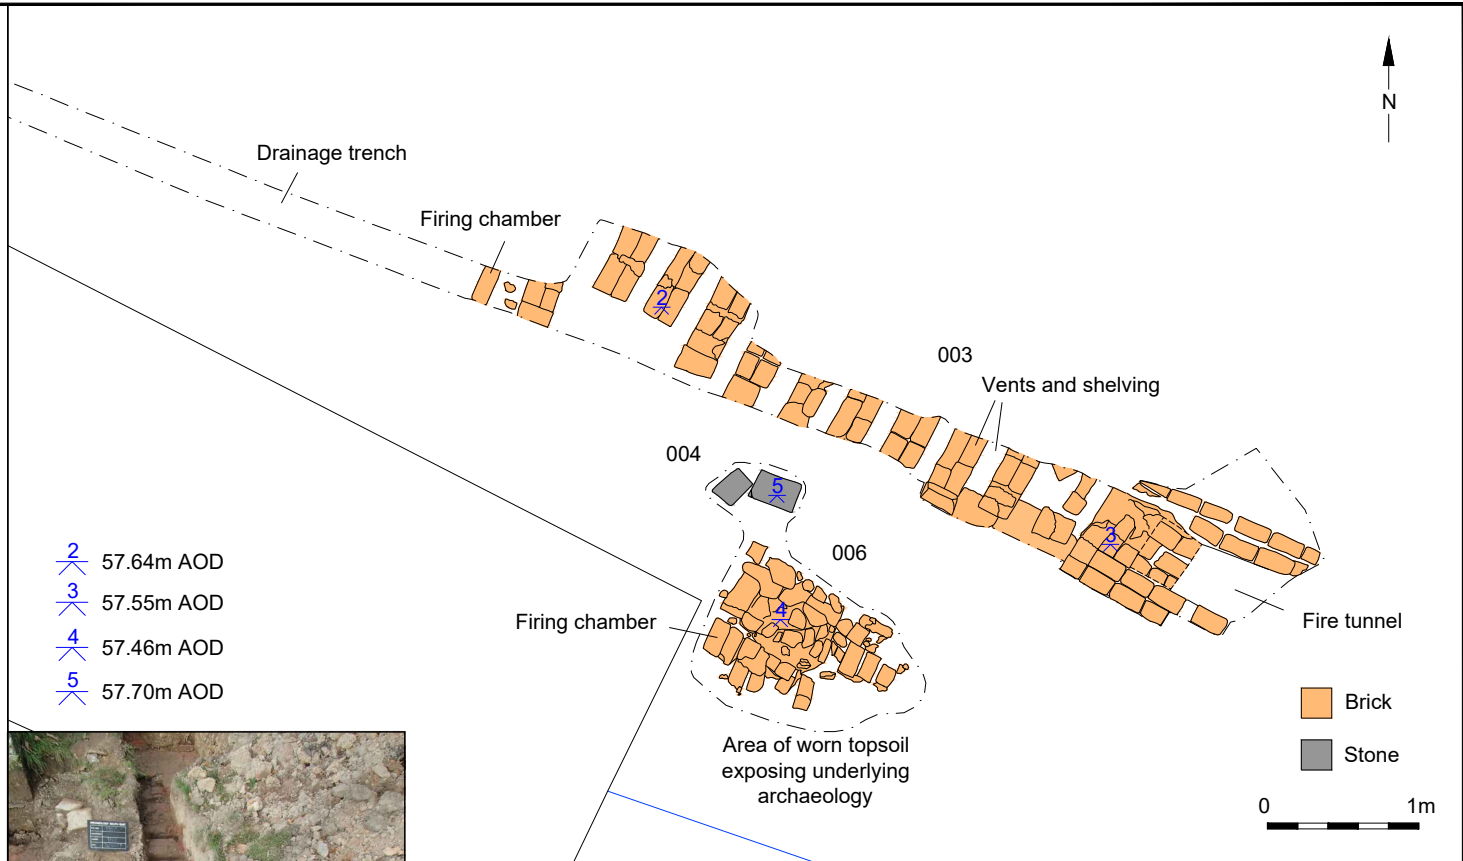 N
Drainage trench
Firing chamber
2
003
Vents and shelving
004
5
3
006
2 57.64m AOD
3 57.55m AOD
4 57.46m AOD
5 57.70m AOD
4
Firing chamber
Fire tunnel
Brick
Stone
Area of worn topsoil
exposing underlying
archaeology
0 1m